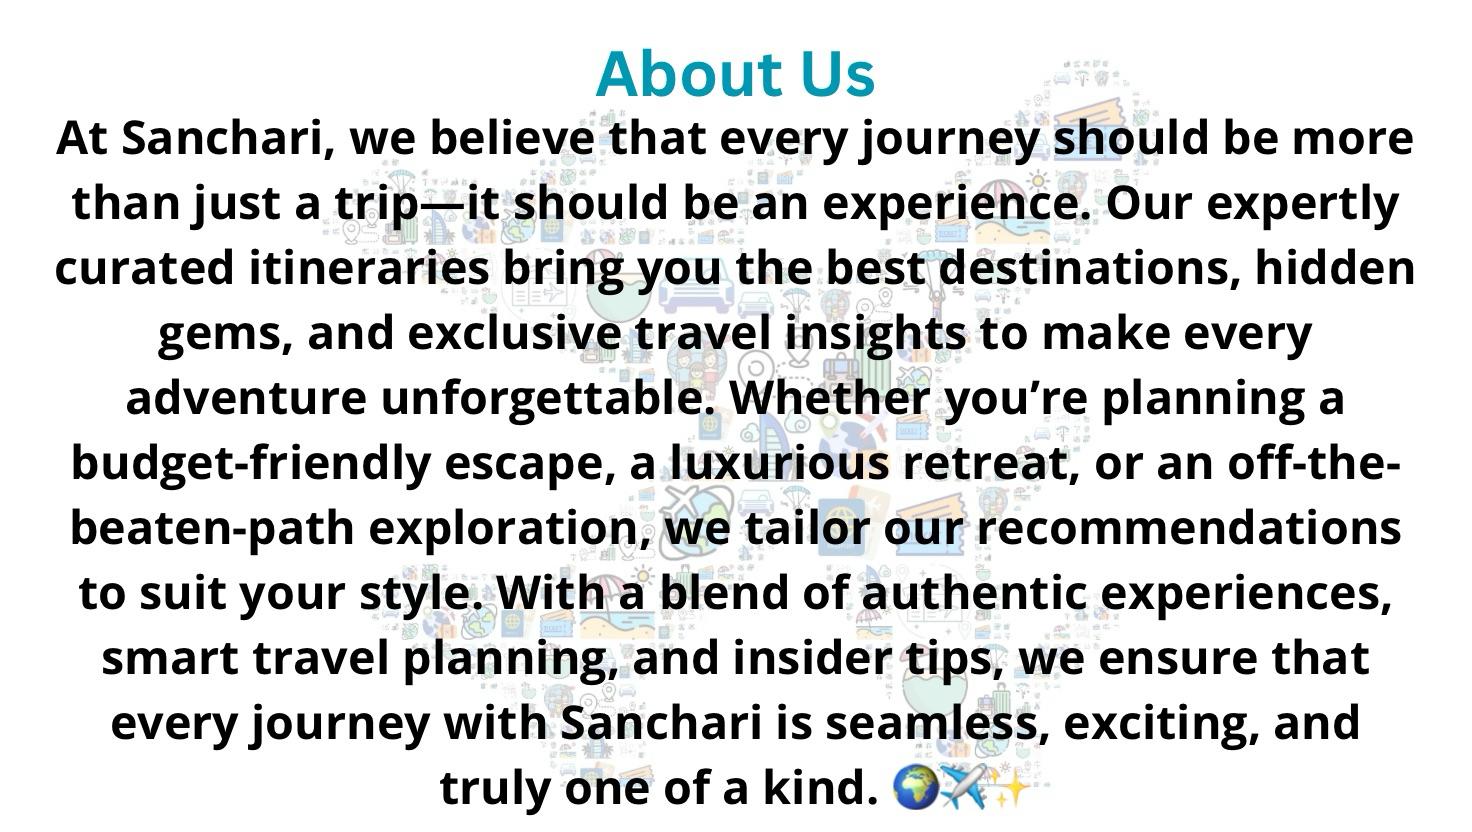 About Us
At Sanchari, we believe that every journey should be more
than just a trip—it should be an experience. Our expertly
curated itineraries bring you the best destinations, hidden
gems, and exclusive travel insights to make every
adventure unforgettable. Whether you’re planning a
budget-friendly escape, a luxurious retreat, or an off-the-
beaten-path exploration, we tailor our recommendations
to suit your style. With a blend of authentic experiences,
smart travel planning, and insider tips, we ensure that
every journey with Sanchari is seamless, exciting, and
truly one of a kind. 🌍✈️✨